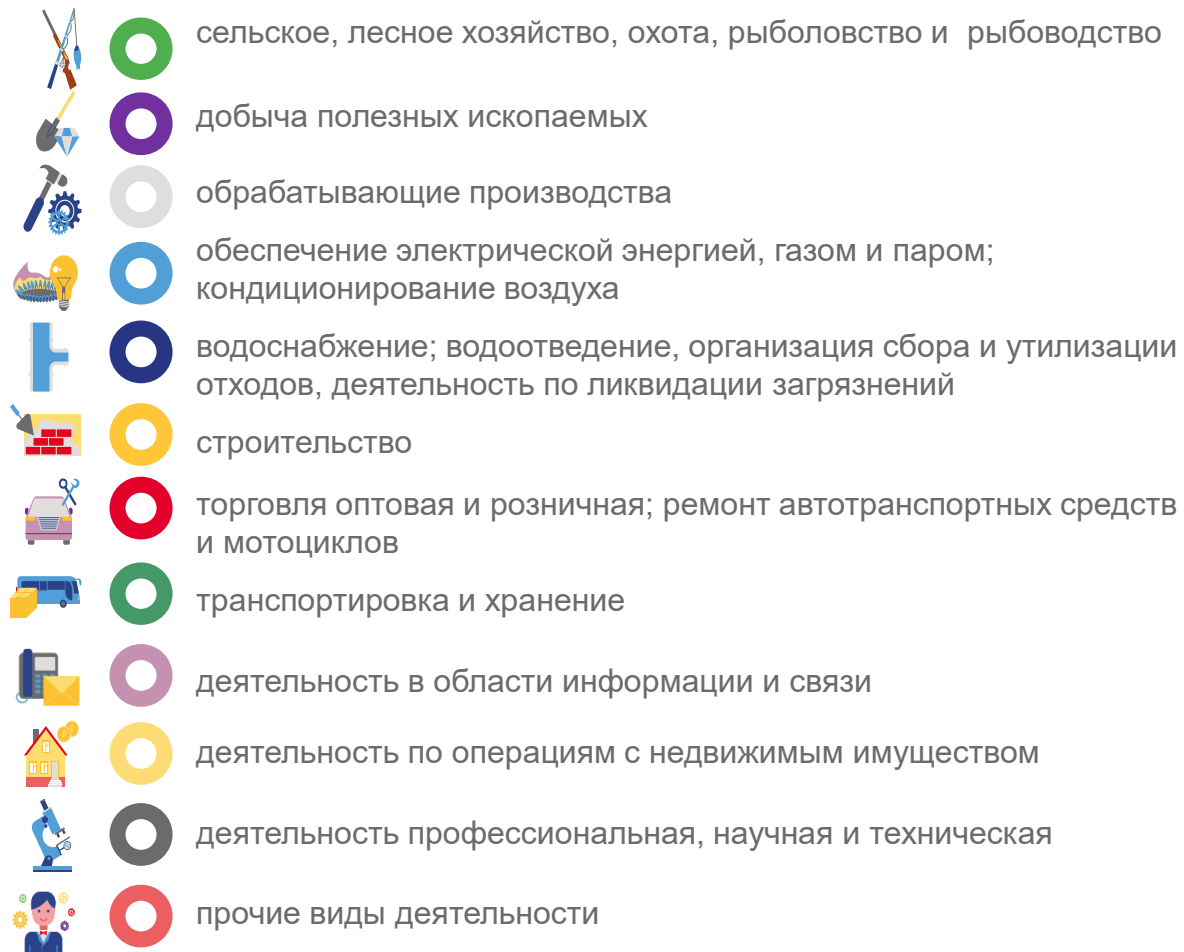 сельское, лесное хозяйство, охота, рыболовство и  рыбоводство
добыча полезных ископаемых
обрабатывающие производства
обеспечение электрической энергией, газом и паром;
кондиционирование воздуха
водоснабжение; водоотведение, организация сбора и утилизации
отходов, деятельность по ликвидации загрязнений
строительство
торговля оптовая и розничная; ремонт автотранспортных средств
и мотоциклов
транспортировка и хранение
деятельность в области информации и связи
деятельность по операциям с недвижимым имуществом
деятельность профессиональная, научная и техническая
прочие виды деятельности